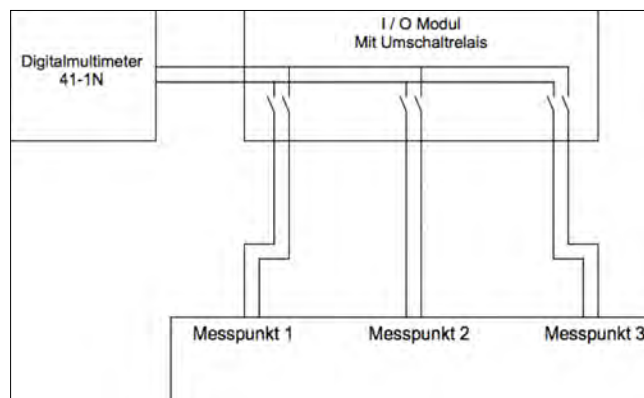 Digitalmultimeter
41-1N
I / O Modul
Mit Umschaltrelais
Messpunkt 1
Messpunkt 2
Messpunkt 3